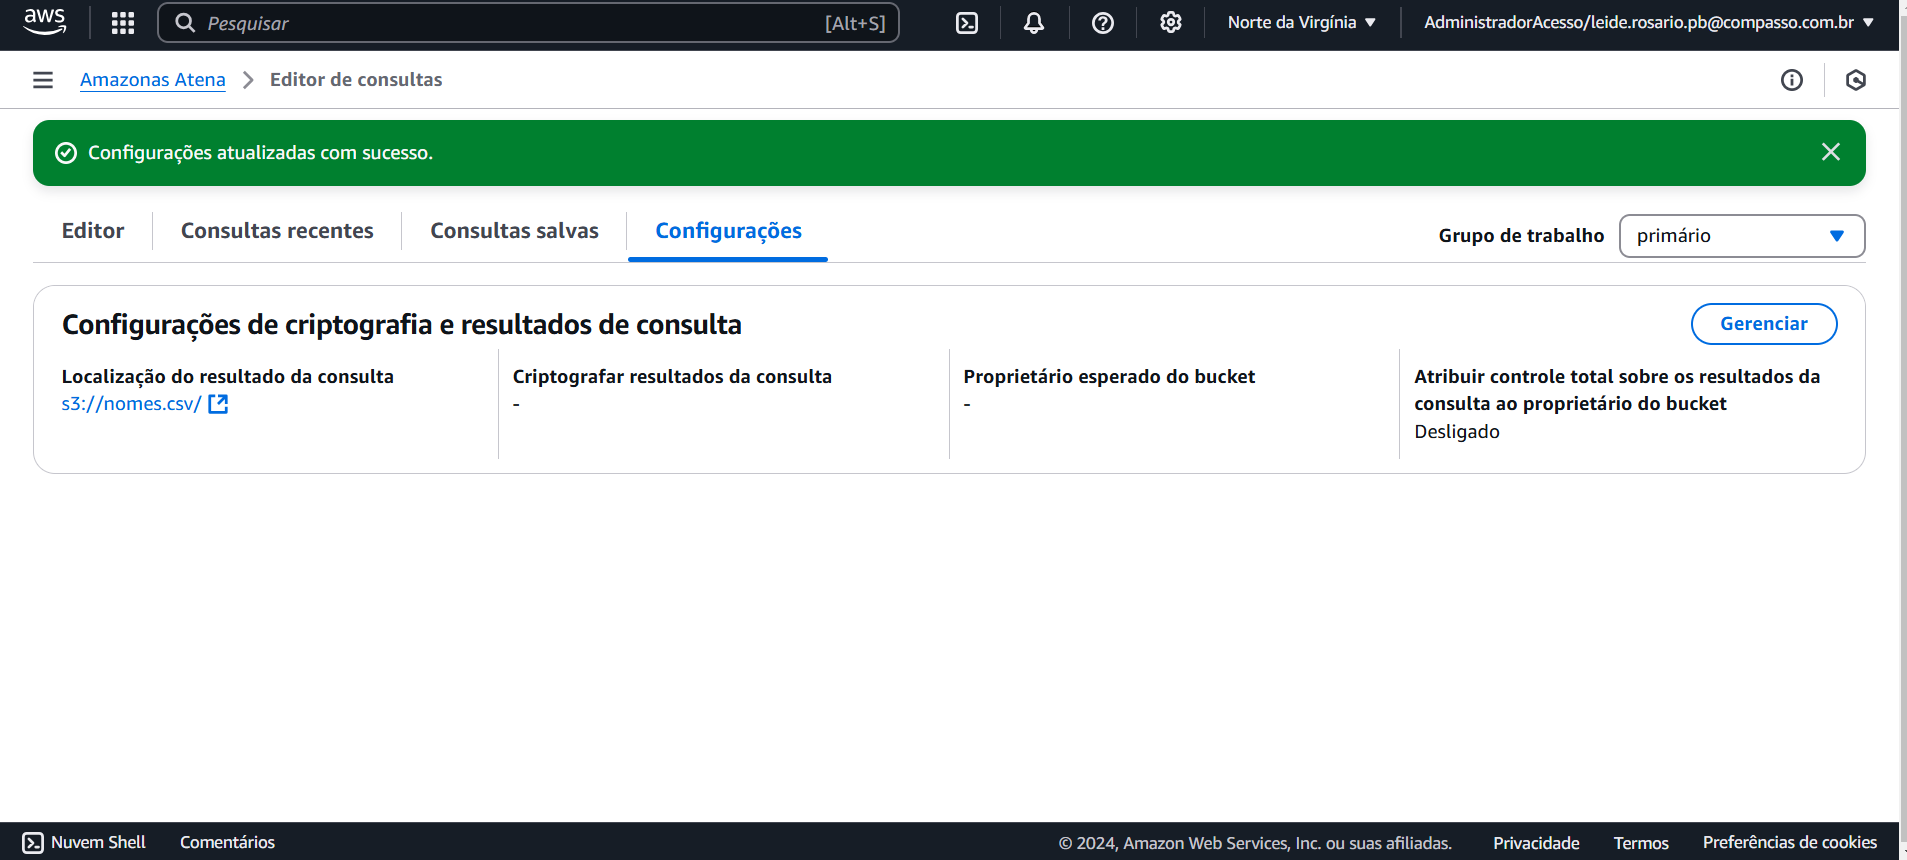 aws
Pesquisar
[Alt+S]
Norte da Virgínia
AdministradorAcesso/leide.rosario.pb@compasso.com.br
Amazonas Atena
Editor de consultas
Configurações atualizadas com sucesso.
Editor
Consultas recentes
Consultas salvas
Configurações
Grupo de trabalho
primário
Configurações de criptografia e resultados de consulta
Gerenciar
Localização do resultado da consulta
s3://nomes.csv/
Criptografar resultados da consulta
-
Proprietário esperado do bucket
-
Atribuir controle total sobre os resultados da
consulta ao proprietário do bucket
Desligado
Nuvem Shell
Comentários
© 2024, Amazon Web Services, Inc. ou suas afiliadas.
Privacidade
Termos
Preferências de cookies